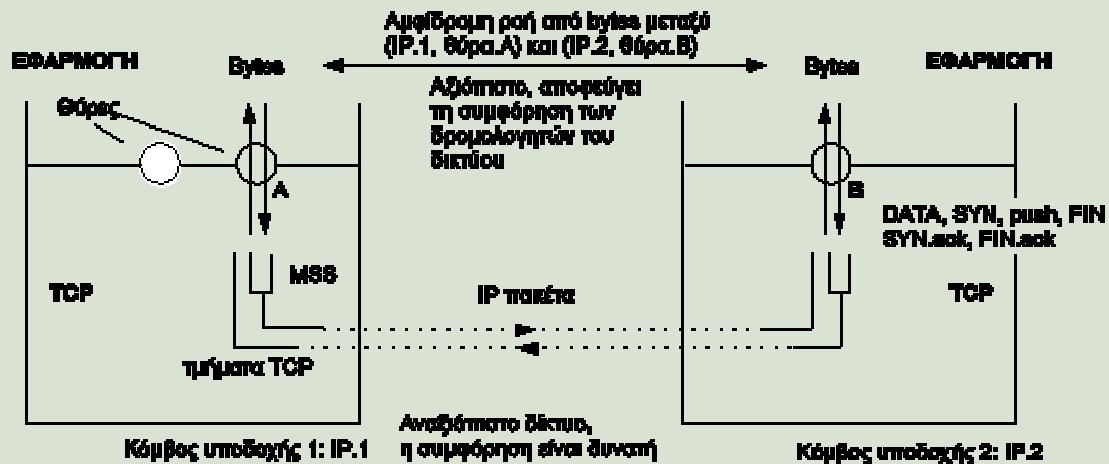 Αμφίδρομη ροή από bytes μεταξύ
(IP.1, θύρα.A) και (IP.2, θύρα.B)
ΕΦΑΡΜΟΓΗ
Bytes
Bytes
ΕΦΑΡΜΟΓΗ
Αξιόπιστο, αποφεύγει
τη συμφόρηση των
δρομολογητών του
δικτύου
Θύρες
A
B
DATA, SYN, push, FIN
SYN.ack, FIN.ack
MSS
TCP
IP πακέτα
TCP
τμήματα TCP
Αναξιόπιστο δίκτυο,
η συμφόρηση είναι δυνατή
Κόμβος υποδοχής 1: IP.1
Κόμβος υποδοχής 2: IP.2